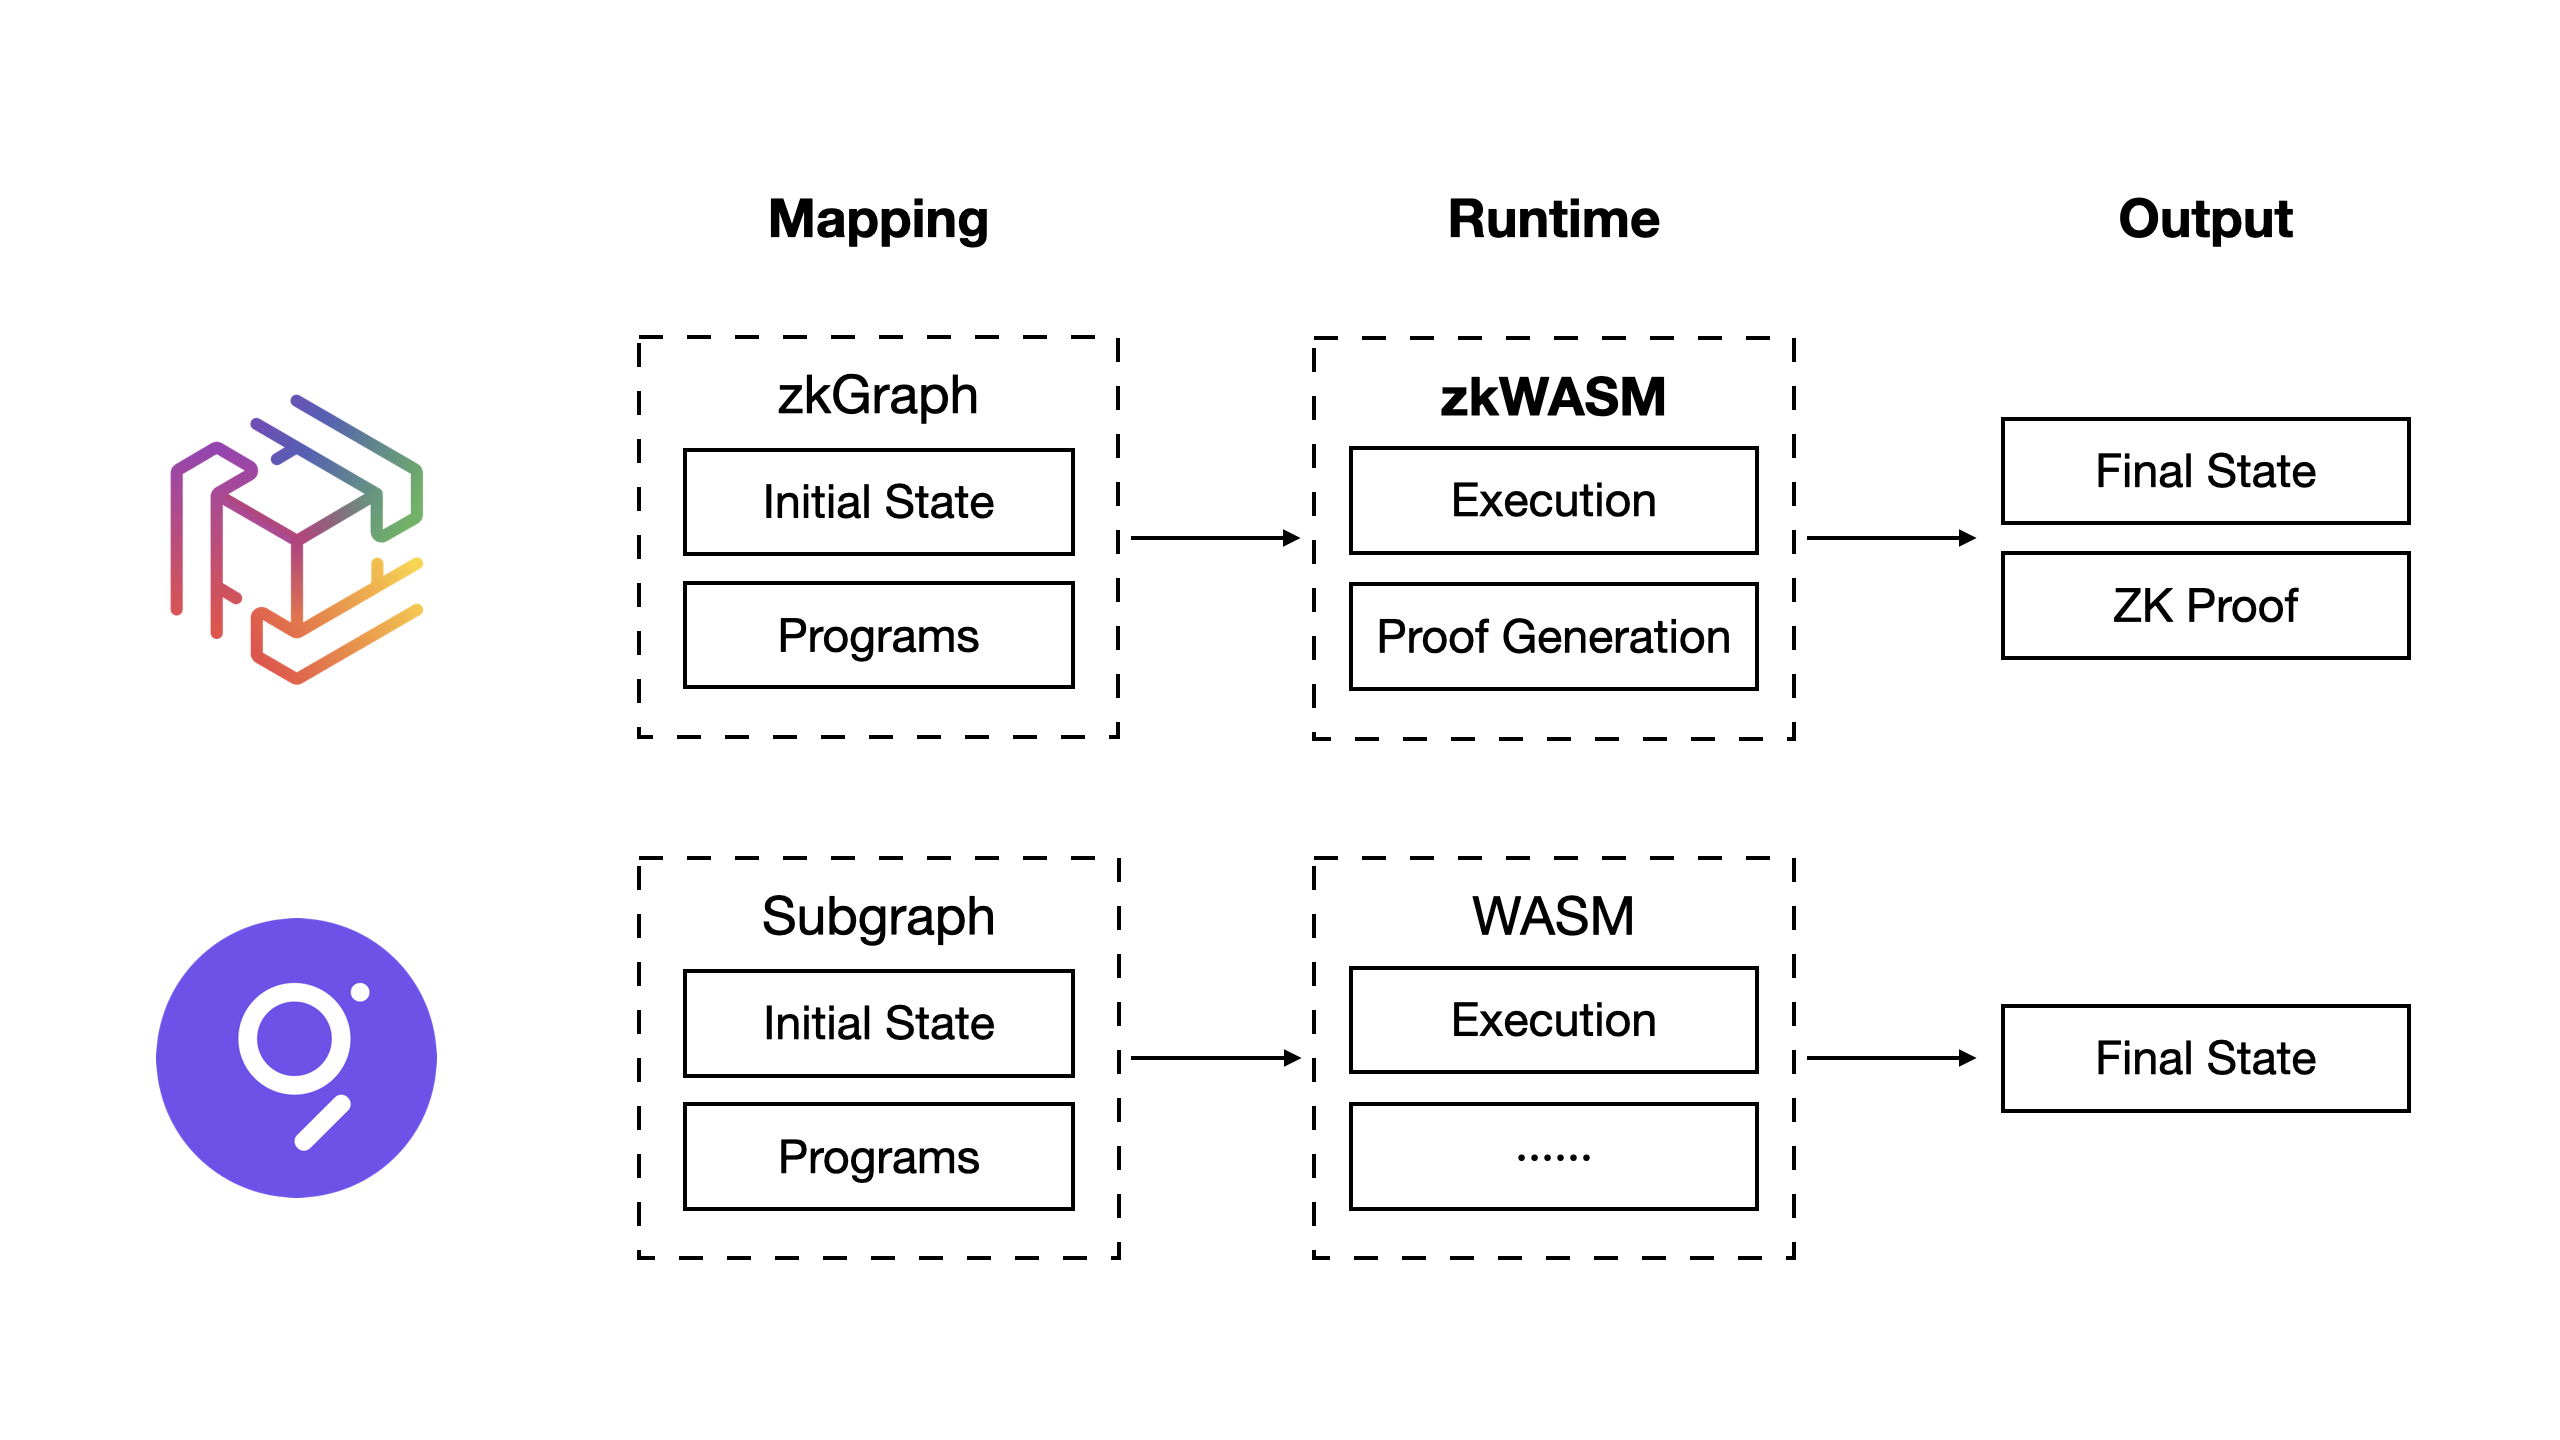 Mapping
Runtime
Output
zkGraph
Initial State
Programs
zkWASM
Execution
Proof Generation
Final State
ZK Proof
Subgraph
Initial State
Programs
WASM
Execution
······
Final State